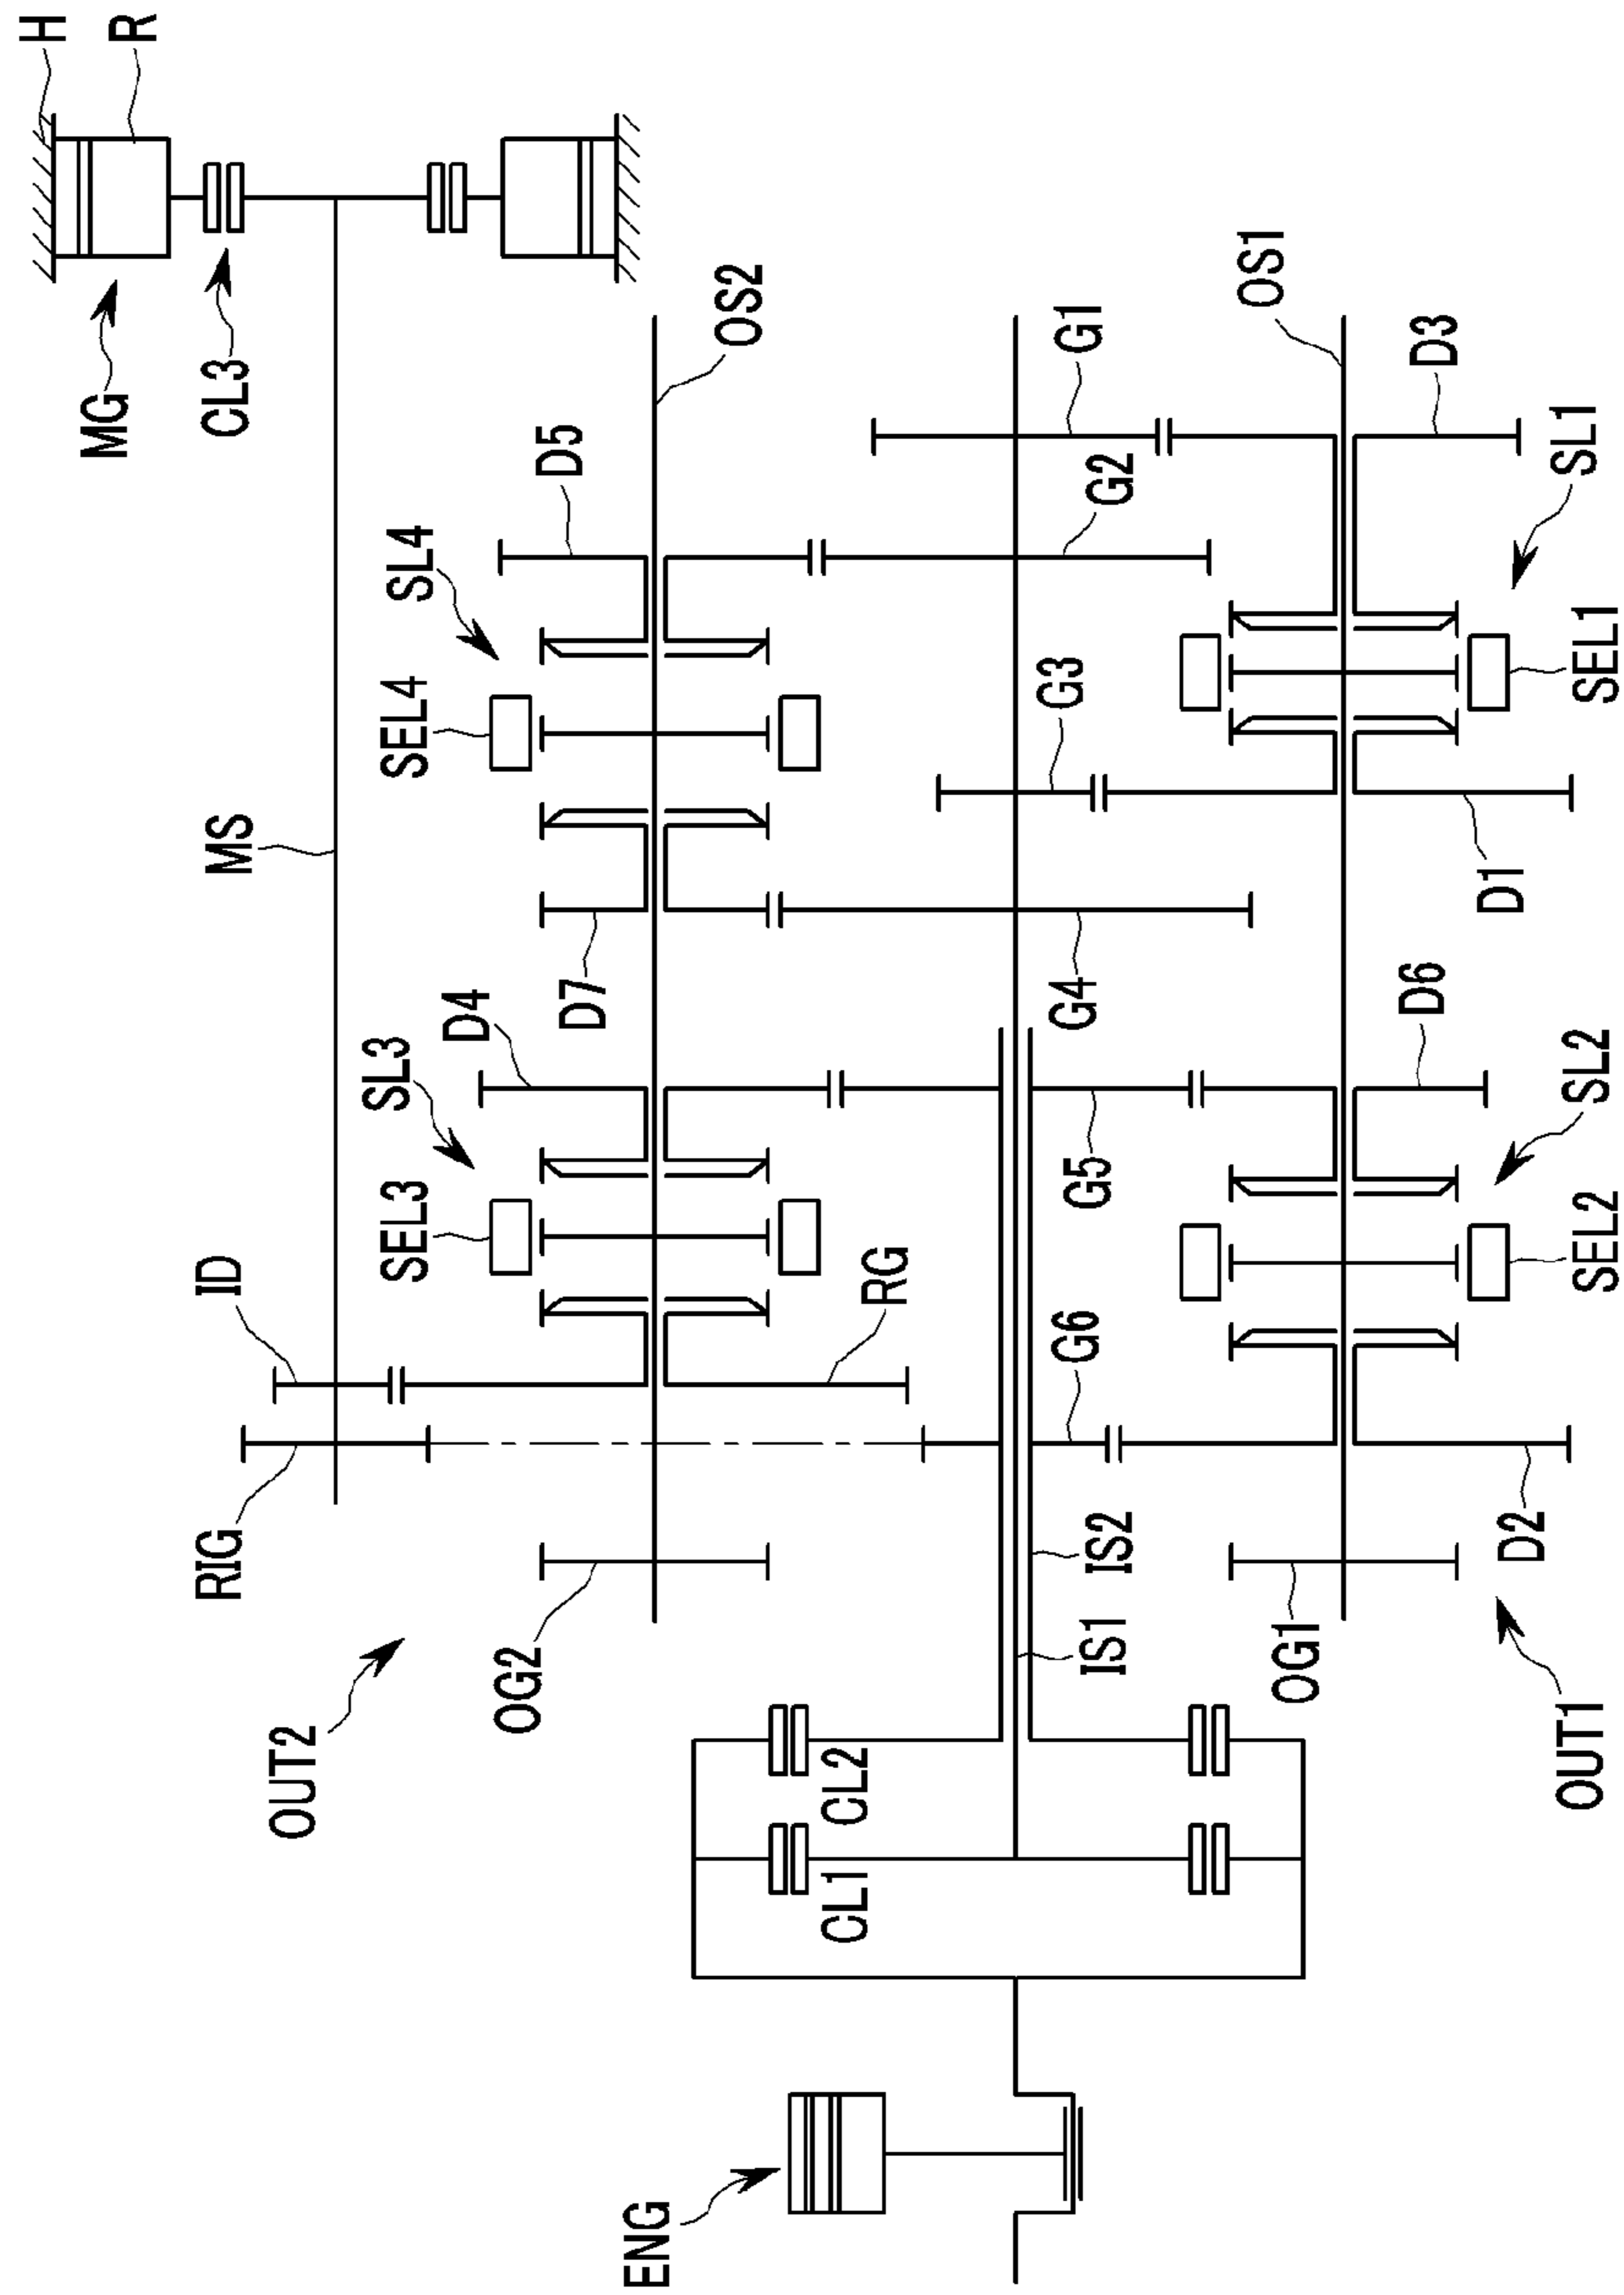 H
R
MG
CL3
OS2
OS1
G1
D3
D5
G2
SL1
SL4
SEL4
G3
SEL1
MS
D1
D7
G4
D4
D6
SL3
SL2
SEL3
G5
SEL2
ID
RG
G6
RIG
IS2
D2
OG2
IS1
OG1
OUT2
CL2
OUT1
CL1
ENG